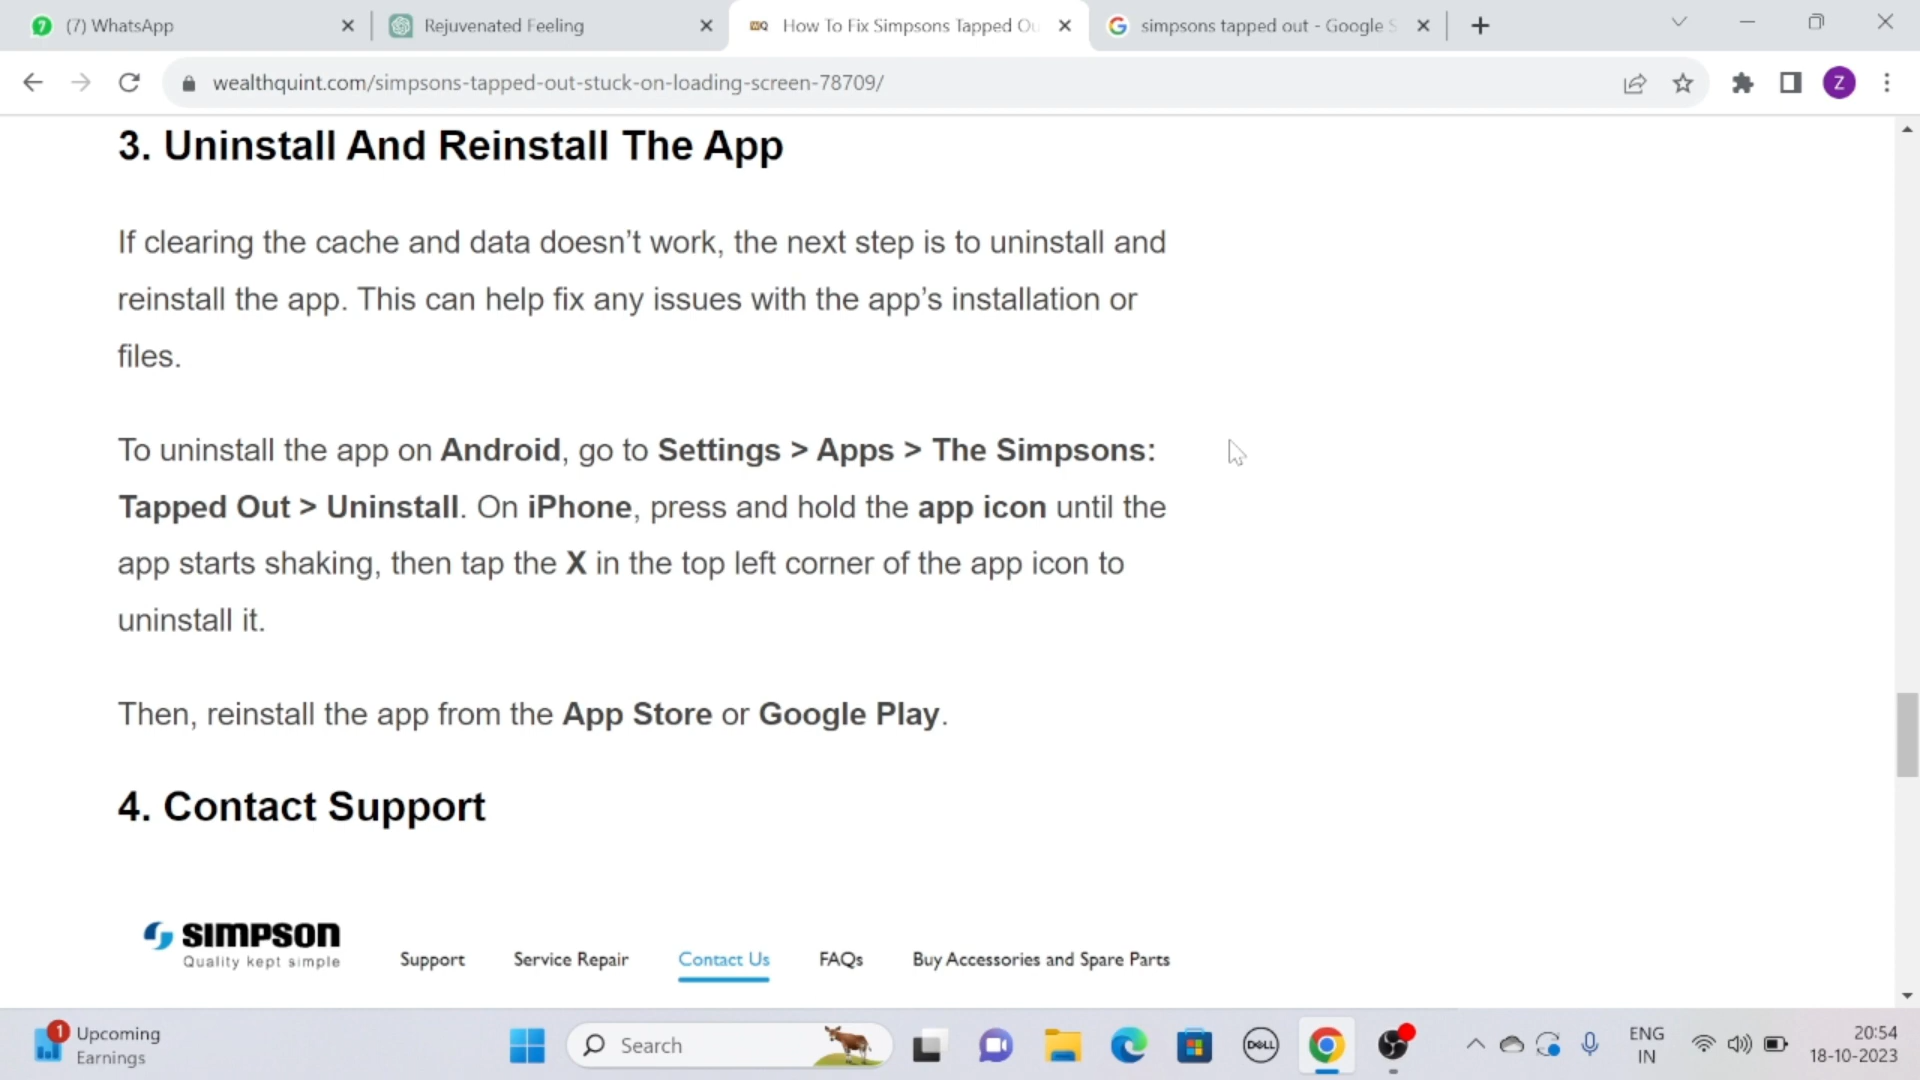 7
(7) WhatsApp
Rejuvenated Feeling
WQ
How To Fix Simpsons Tapped Ou
simpsons tapped out - Google S
wealthquint.com/simpsons-tapped-out-stuck-on-loading-screen-78709/
Z
3. Uninstall And Reinstall The App
If clearing the cache and data doesn’t work, the next step is to uninstall and
reinstall the app. This can help fix any issues with the app’s installation or
files.
To uninstall the app on Android, go to Settings > Apps > The Simpsons:
Tapped Out > Uninstall. On iPhone, press and hold the app icon until the
app starts shaking, then tap the X in the top left corner of the app icon to
uninstall it.
Then, reinstall the app from the App Store or Google Play.
4. Contact Support
SIMPSON
Quality kept simple
Support
Service Repair
Contact Us
FAQs
Buy Accessories and Spare Parts
1
Upcoming
Earnings
Search
DELL
ENG
IN
20:54
18-10-2023